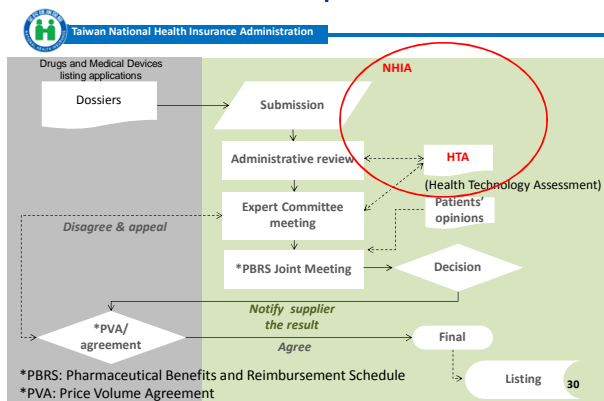 Taiwan National Health Insurance Administration
Drugs and Medical Devices
listing applications
NHIA
Dossiers
Submission
Administrative review
HTA
(Health Technology Assessment)
Expert Committee
meeting
Patients'
opinions
Disagree & appeal
*PBRS Joint Meeting
Decision
Notify supplier
the result
*PVA/
agreement
Agree
Final
*PBRS: Pharmaceutical Benefits and Reimbursement Schedule
*PVA: Price Volume Agreement
Listing
30